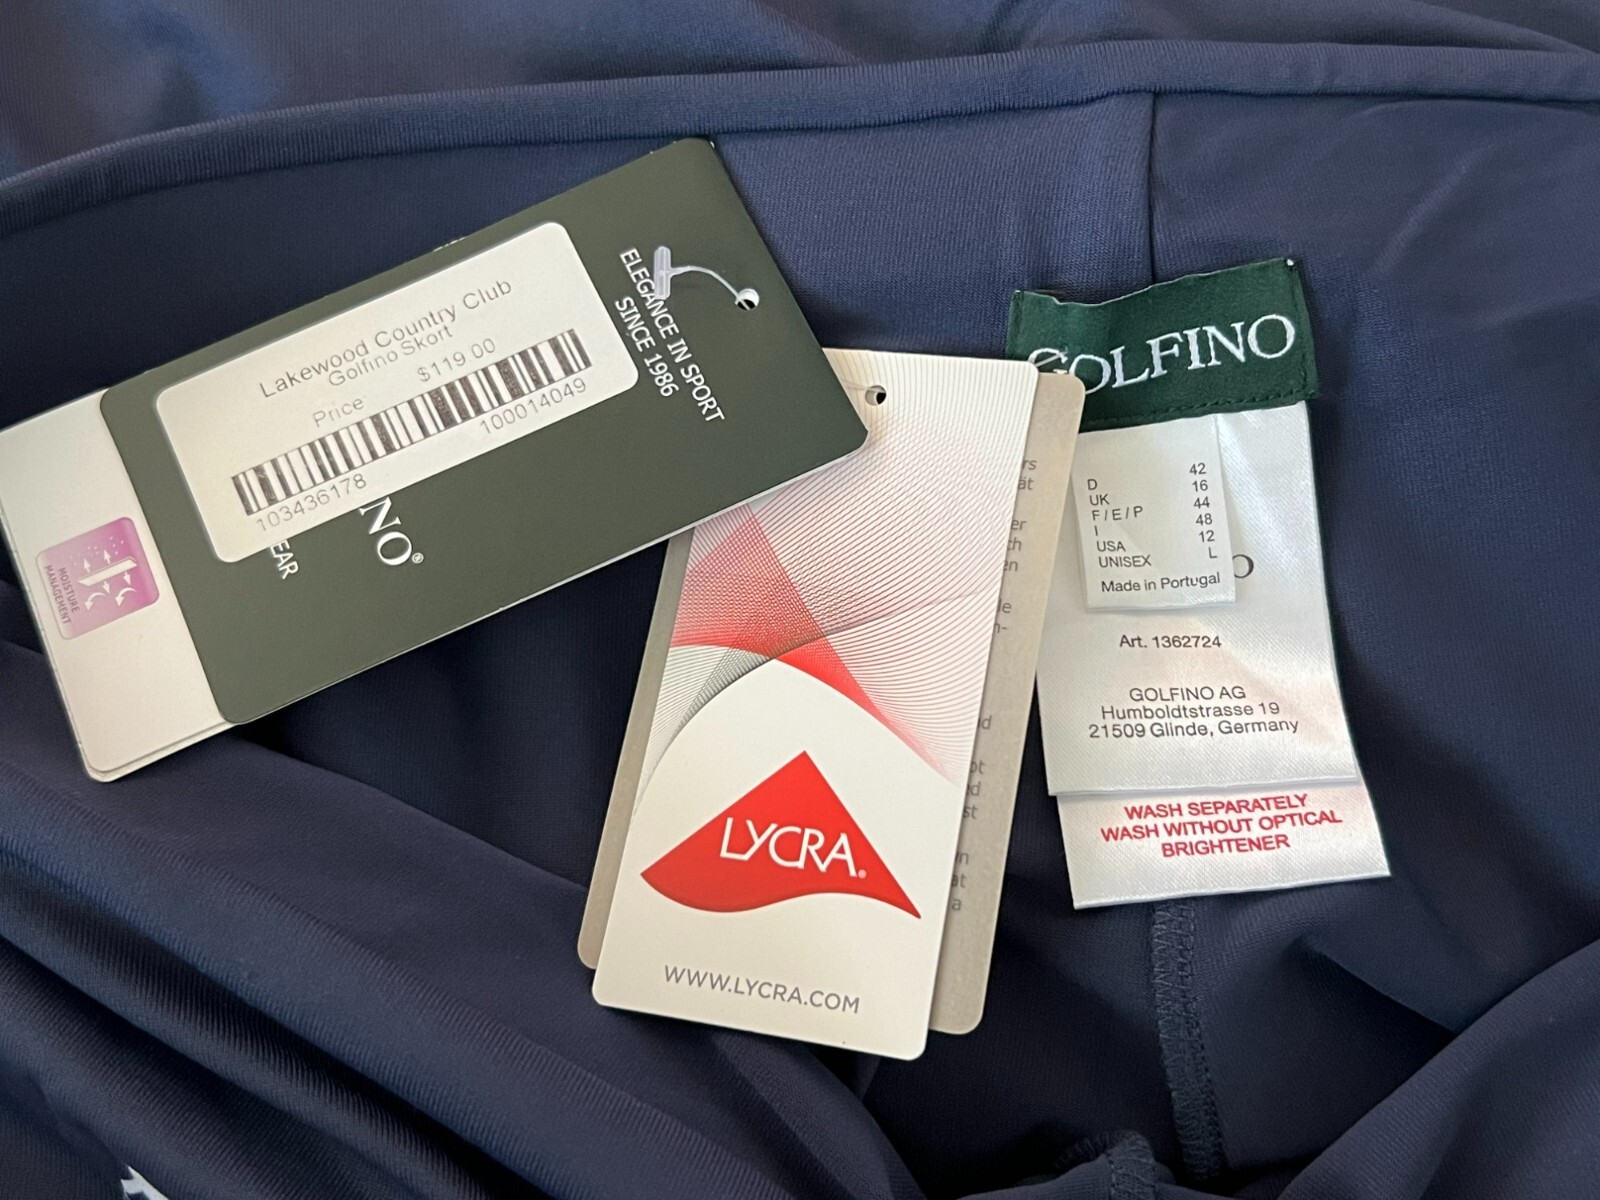 Lakewood Country Club
Golfino Skort
Price $119.00
100014049
103436178
ELEGANCE IN SPORT
SINCE 1986
NO®
EAR
MOISTURE
MANAGEMENT
LYCRA®
WWW.LYCRA.COM
GOLFINO
D 42
UK 16
F/E/P 44
I 48
USA 12
UNISEX L
Made in Portugal
O
Art. 1362724
GOLFINO AG
Humboldtstrasse 19
21509 Glinde, Germany
WASH SEPARATELY
WASH WITHOUT OPTICAL
BRIGHTENER